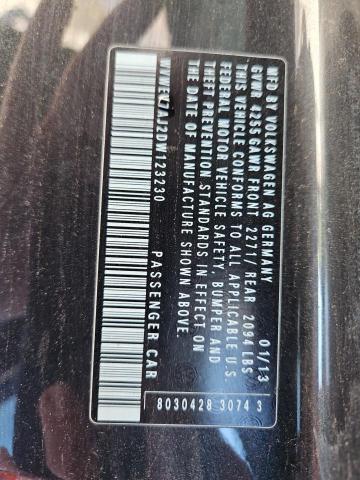 MFD BY VOLKSWAGEN AG GERMANY 01/13
GVWR 4255 GAWR FRONT 2271/ REAR 2094 LBS
THIS VEHICLE CONFORMS TO ALL APPLICABLE U.S.
FEDERAL MOTOR VEHICLE SAFETY, BUMPER AND
THEFT PREVENTION STANDARDS IN EFFECT ON
THE DATE OF MANUFACTURE SHOWN ABOVE
PASSENGER CAR
8030428 3074 3